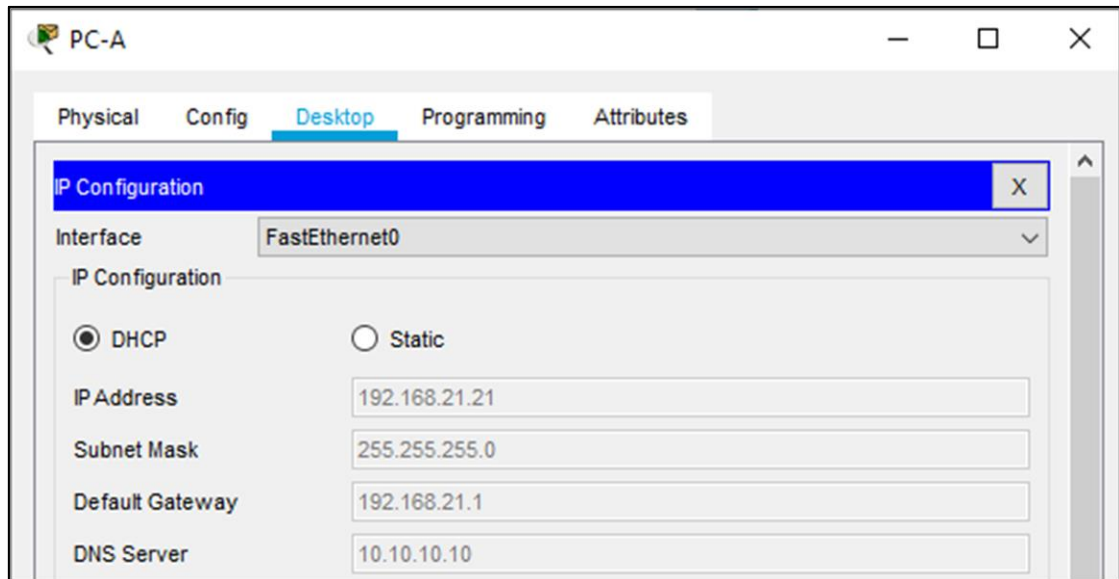 PC-A
Physical Config Desktop Programming Attributes
IP Configuration X
Interface FastEthernet0
IP Configuration
DHCP Static
IP Address 192.168.21.21
Subnet Mask 255.255.255.0
Default Gateway 192.168.21.1
DNS Server 10.10.10.10